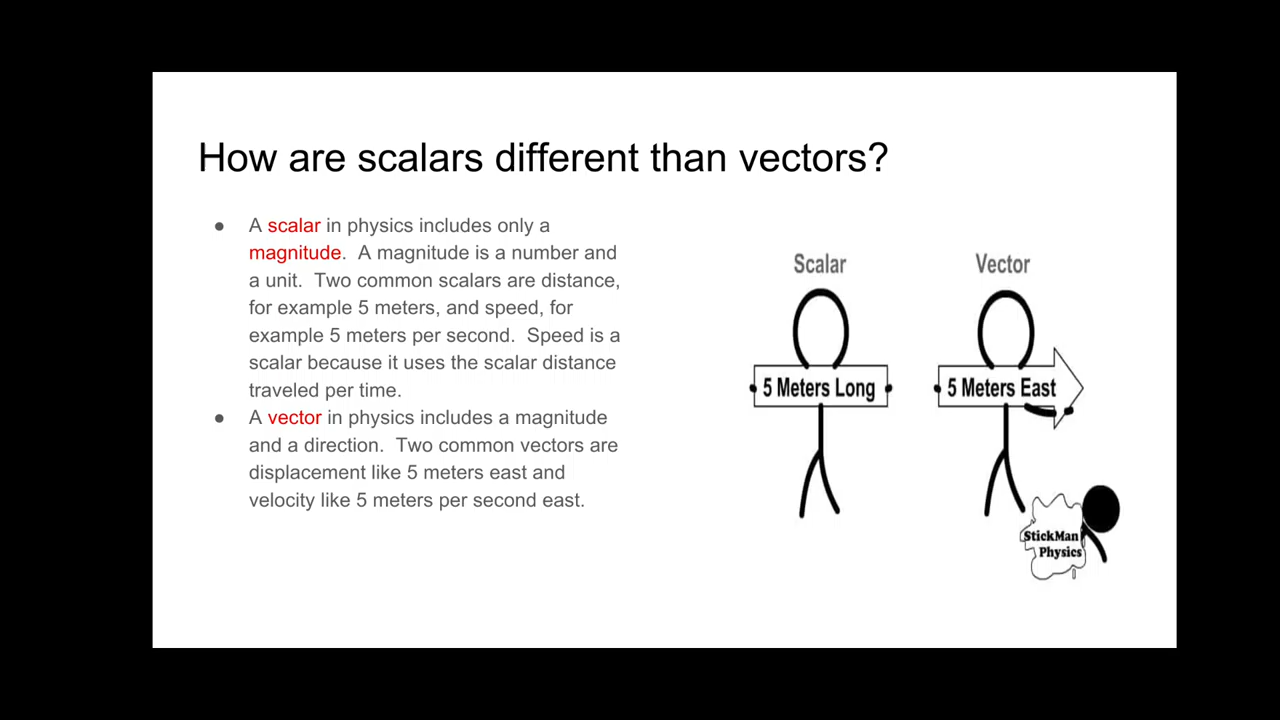 How are scalars different than vectors?
● A scalar in physics includes only a
magnitude.  A magnitude is a number and
a unit.  Two common scalars are distance,
for example 5 meters, and speed, for
example 5 meters per second.  Speed is a
scalar because it uses the scalar distance
traveled per time.
● A vector in physics includes a magnitude
and a direction.  Two common vectors are
displacement like 5 meters east and
velocity like 5 meters per second east.
Scalar
5 Meters Long
Vector
5 Meters East
StickMan
Physics